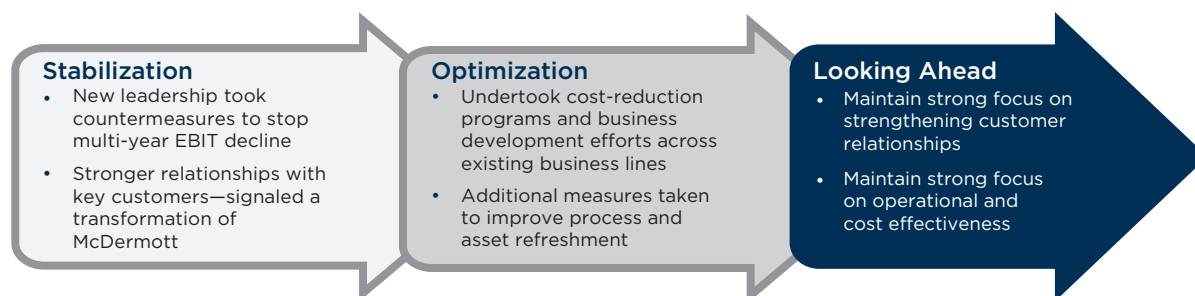 Stabilization
• New leadership took
countermeasures to stop
multi-year EBIT decline
• Stronger relationships with
key customers—signaled a
transformation of
McDermott
Optimization
• Undertook cost-reduction
programs and business
development efforts across
existing business lines
• Additional measures taken
to improve process and
asset refreshment
Looking Ahead
• Maintain strong focus on
strengthening customer
relationships
• Maintain strong focus
on operational and
cost effectiveness